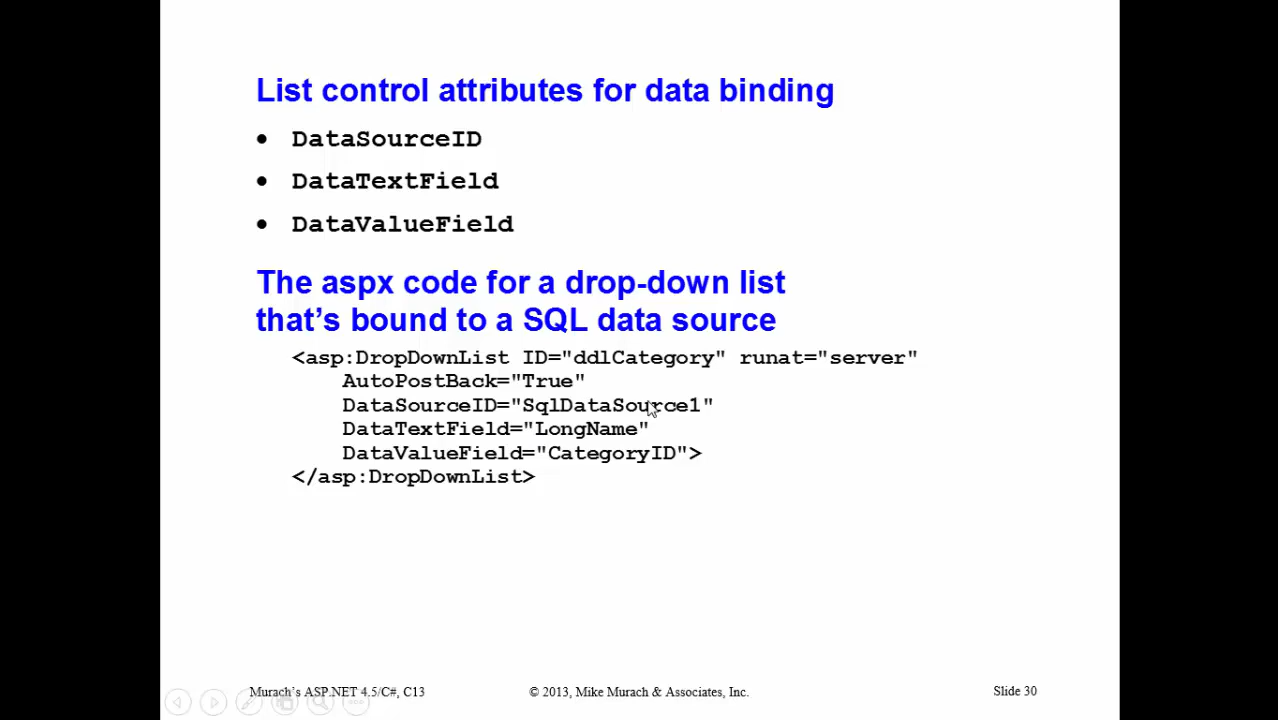 List control attributes for data binding
• DataSourceID
• DataTextField
• DataValueField
The aspx code for a drop-down list
that’s bound to a SQL data source
<asp:DropDownList ID="ddlCategory" runat="server"
AutoPostBack="True"
DataSourceID="SqlDataSource1"
DataTextField="LongName"
DataValueField="CategoryID">
</asp:DropDownList>
Murach’s ASP.NET 4.5/C#, C13
© 2013, Mike Murach & Associates, Inc.
Slide 30